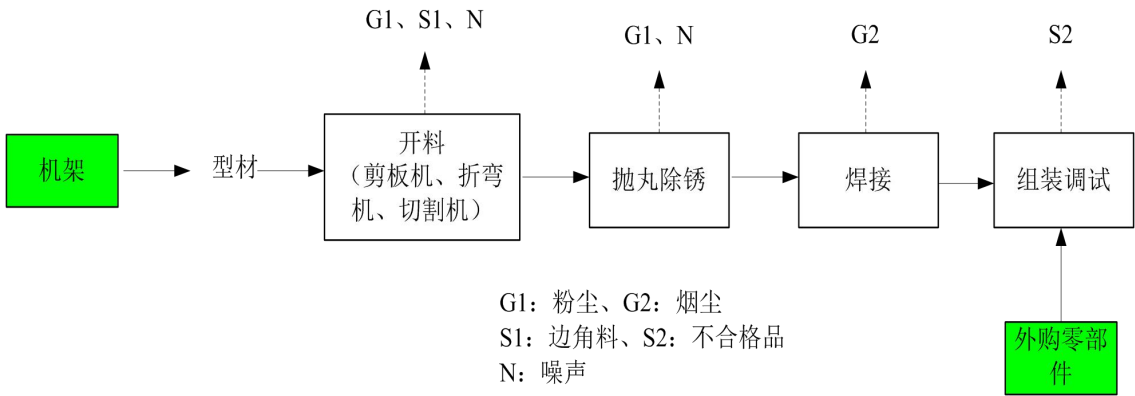 G1、S1、N
G1、N
G2
S2
机架
型材
开料
（剪板机、折弯
机、切割机）
抛丸除锈
焊接
组装调试
G1：粉尘、G2：烟尘
S1：边角料、S2：不合格品
N：噪声
外购零部
件